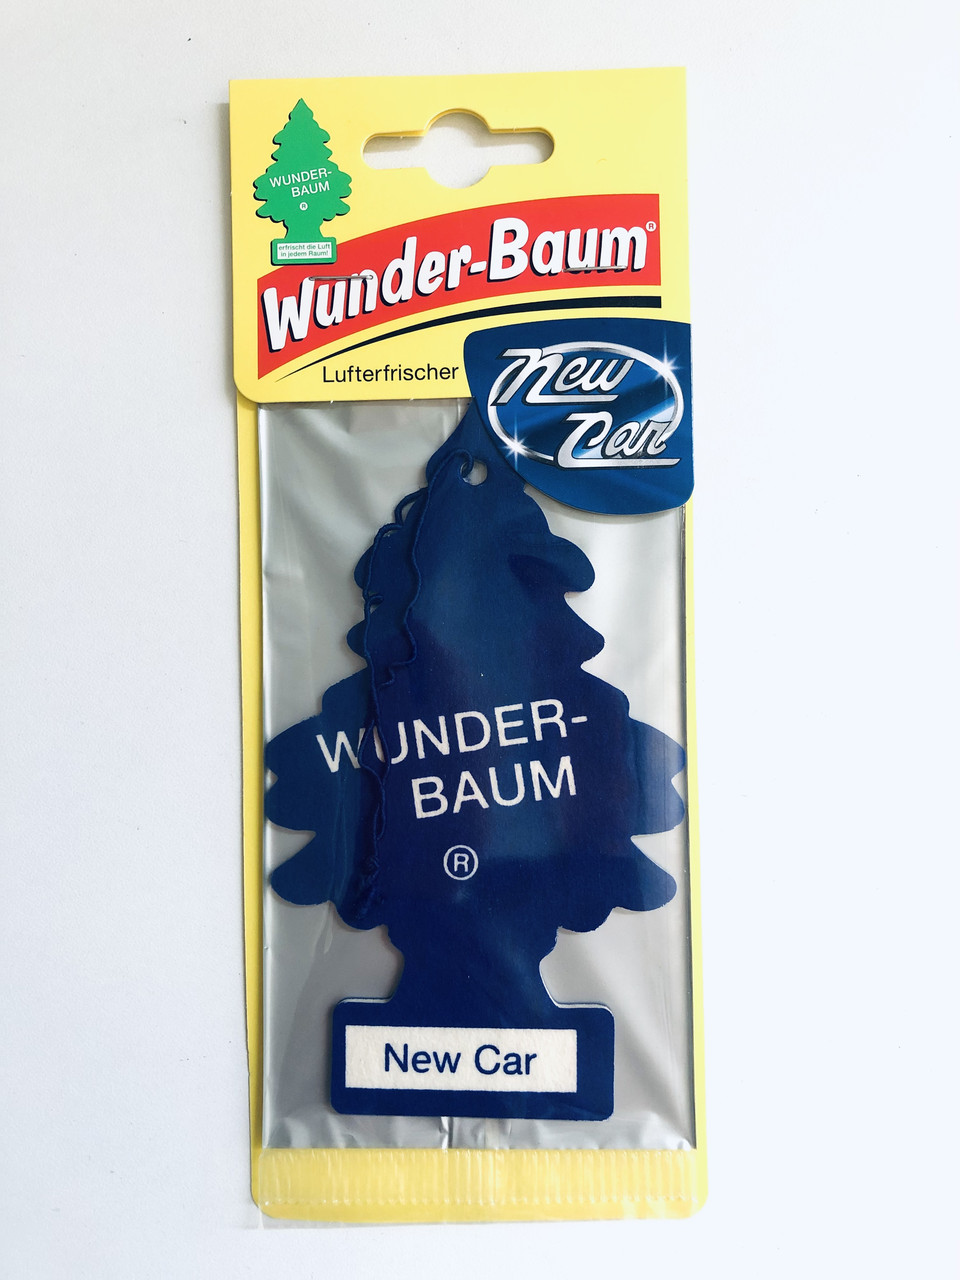 WUNDER-
BAUM
®
erfrischt die Luft
in jedem Raum!
Wunder-Baum®
Lufterfrischer
New
Car
WUNDER-
BAUM
®
New Car